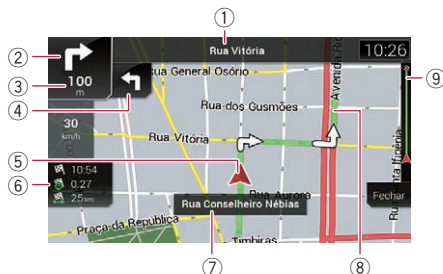 ①
Rua Vitória
10:26
②
③
100
m
④
Rua General Osório
Avenida Rio
⑨
Rua dos Gusmões
30
km/h
⑧
Rua Vitória
⑤
⑥
10:54
0:27
25 km
Rua Aurora
Fechar
Rua Conselheiro Nébias
Praça da República
Timbiras
⑦